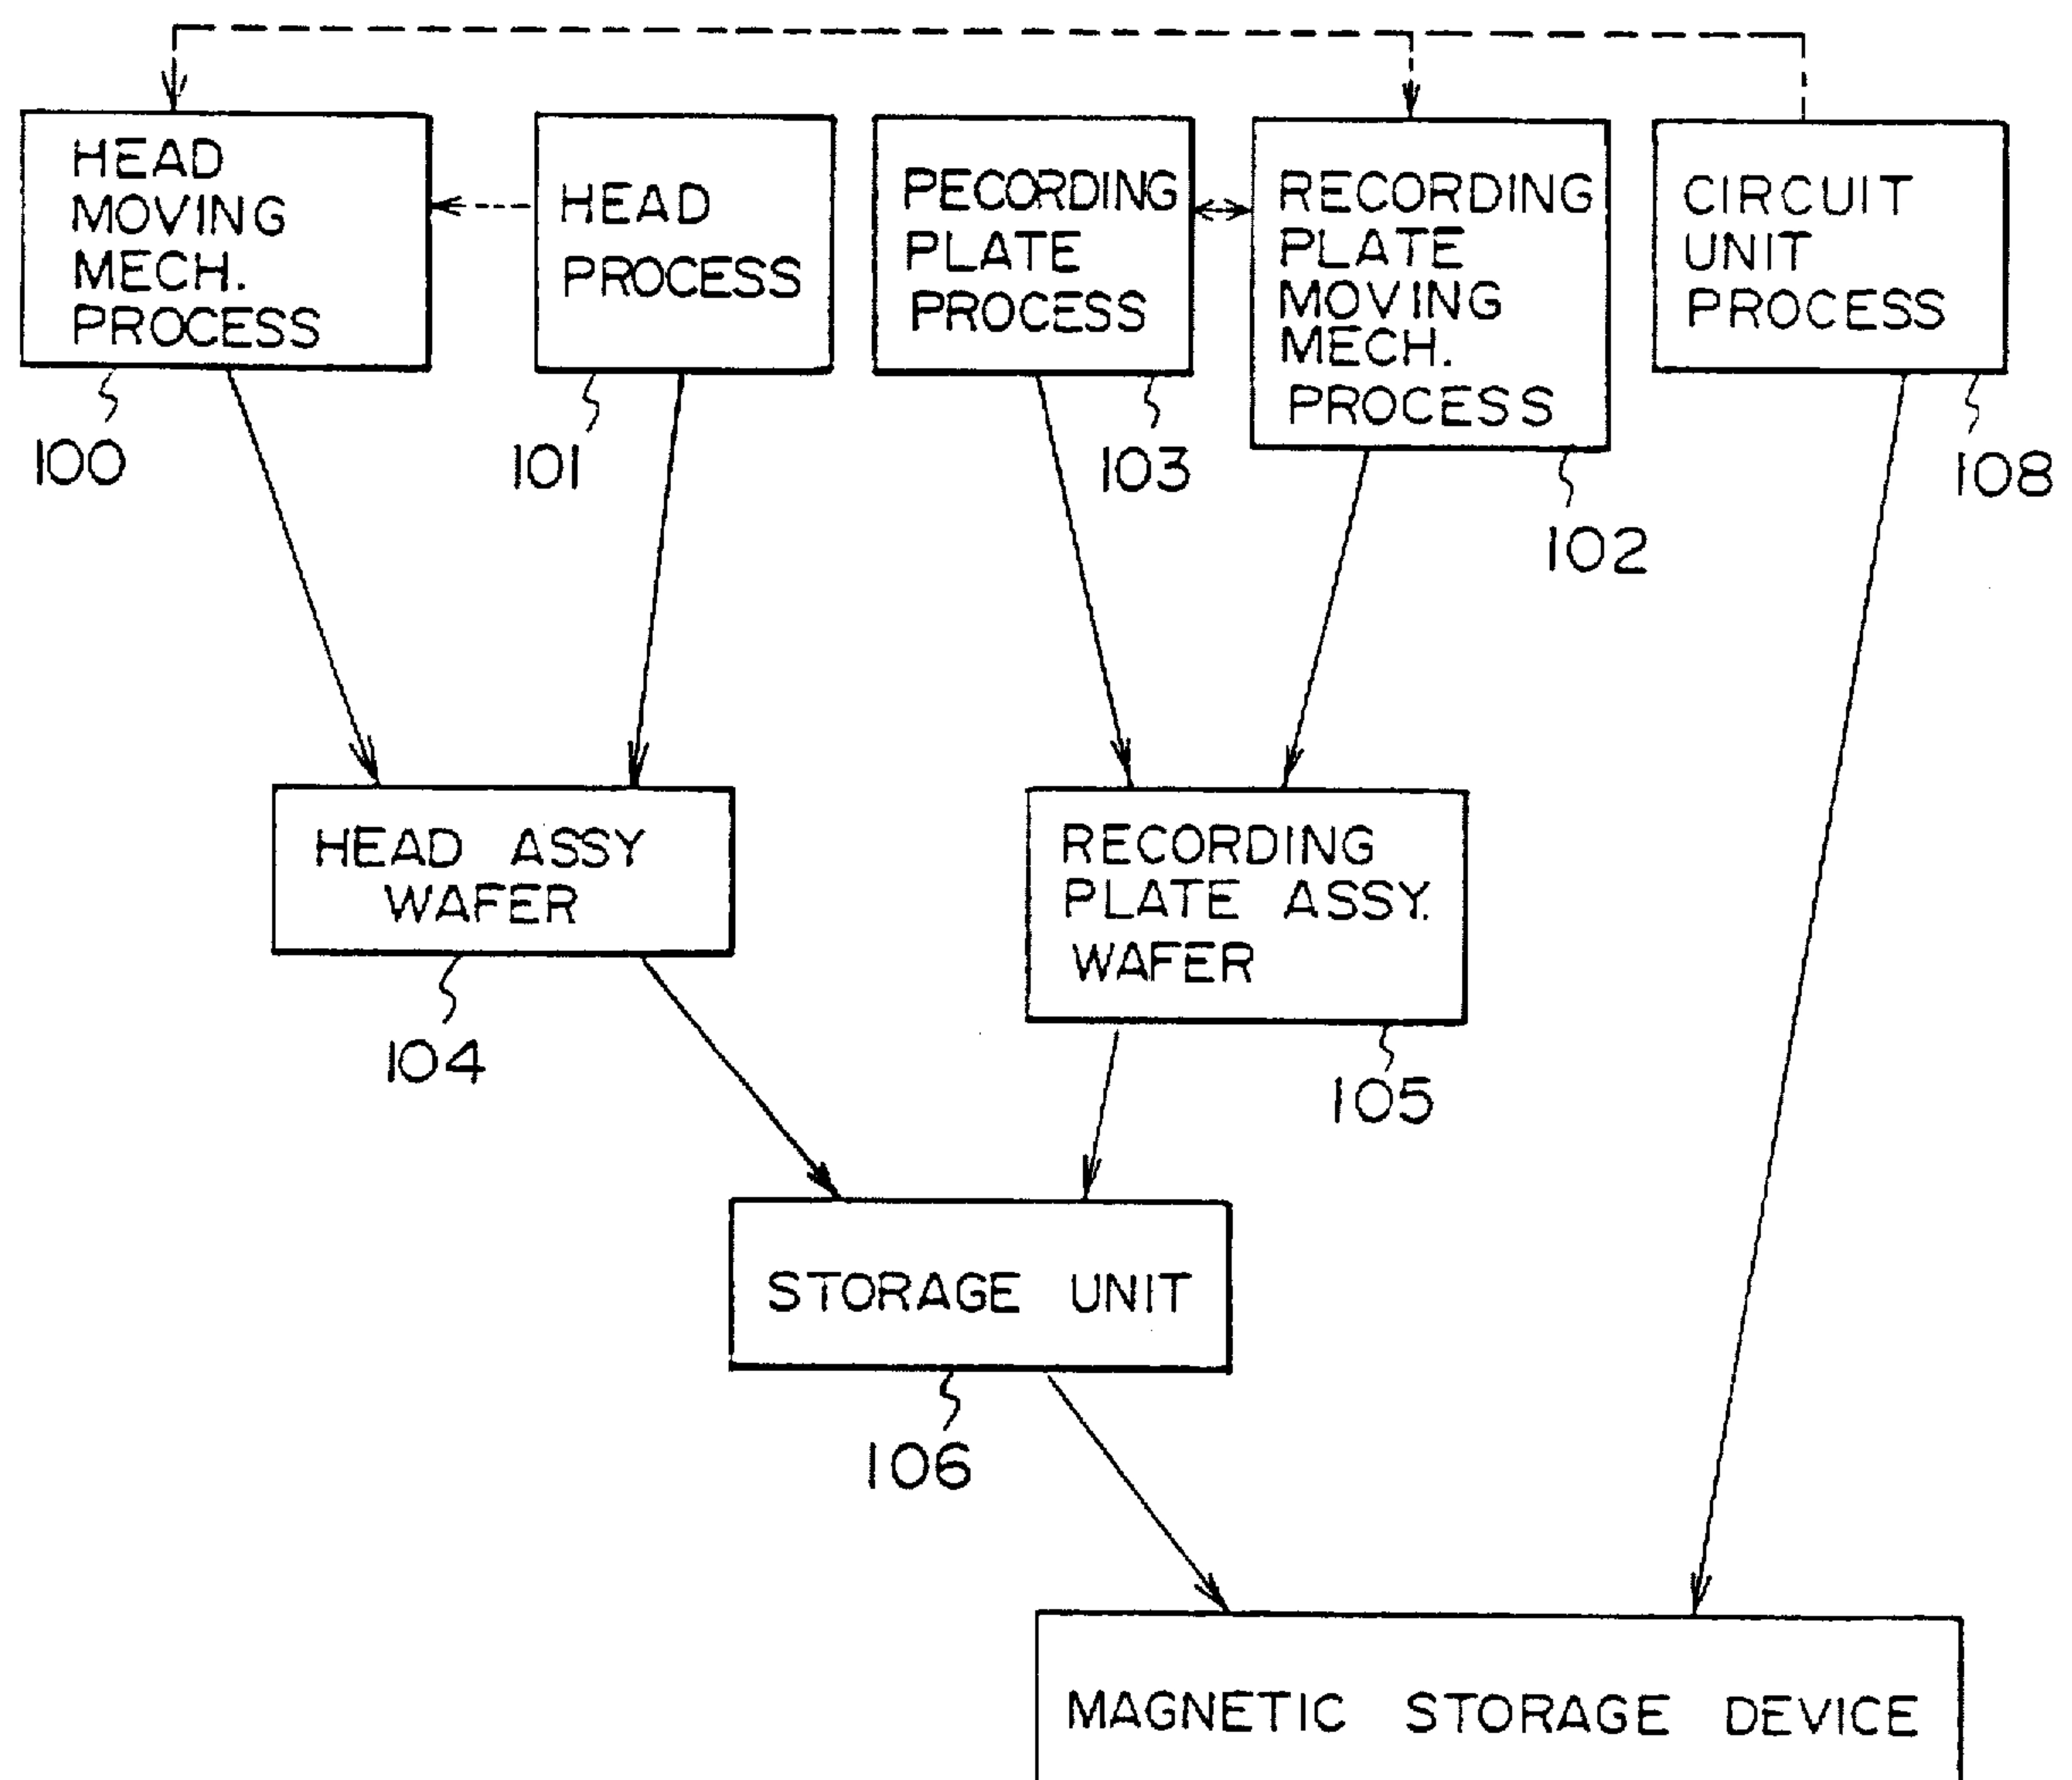 HEAD
MOVING
MECH.
PROCESS
100
HEAD
PROCESS
101
PECORDING
PLATE
PROCESS
103
RECORDING
PLATE
MOVING
MECH.
PROCESS
102
CIRCUIT
UNIT
PROCESS
108
HEAD ASSY
WAFER
104
RECORDING
PLATE ASSY.
WAFER
105
STORAGE UNIT
106
MAGNETIC STORAGE DEVICE